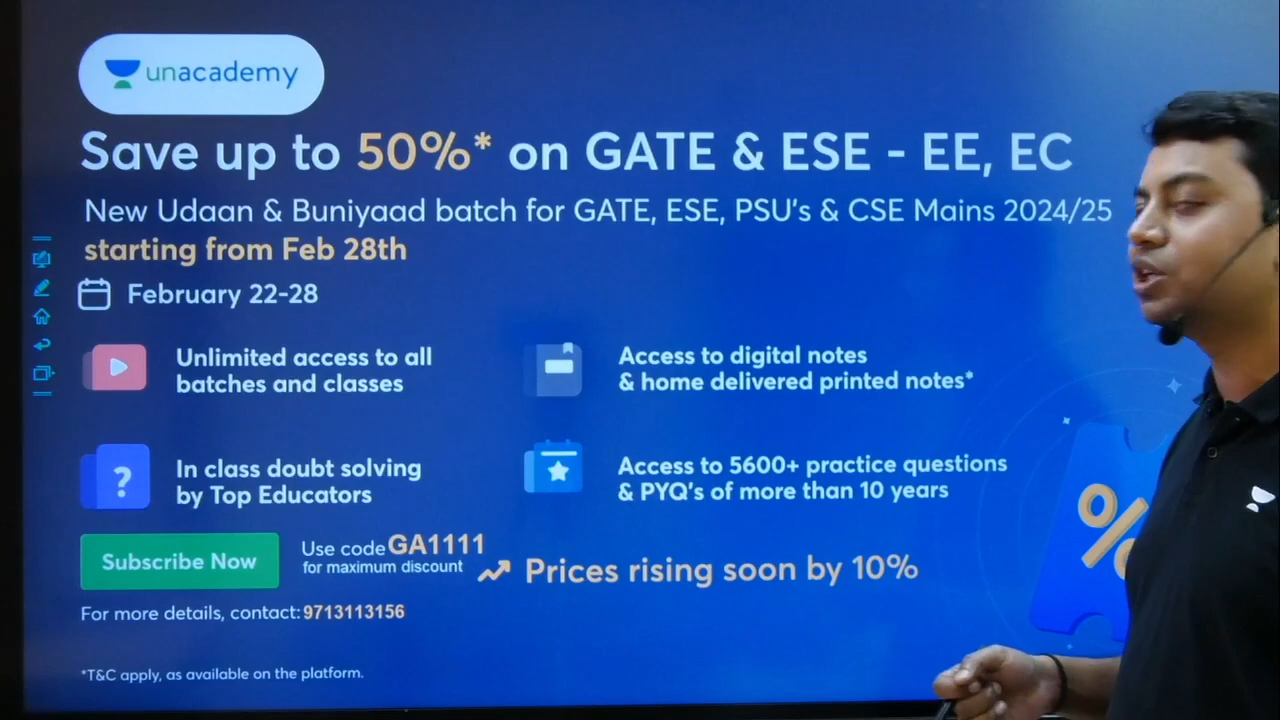 unacademy
Save up to 50%* on GATE & ESE - EE, EC
New Udaan & Buniyaad batch for GATE, ESE, PSU's & CSE Mains 2024/25
starting from Feb 28th
February 22-28
Unlimited access to all
batches and classes
Access to digital notes
& home delivered printed notes*
?
In class doubt solving
by Top Educators
Access to 5600+ practice questions
& PYQ's of more than 10 years
%
Subscribe Now
Use code GA1111
for maximum discount
Prices rising soon by 10%
For more details, contact: 9713113156
*T&C apply, as available on the platform.